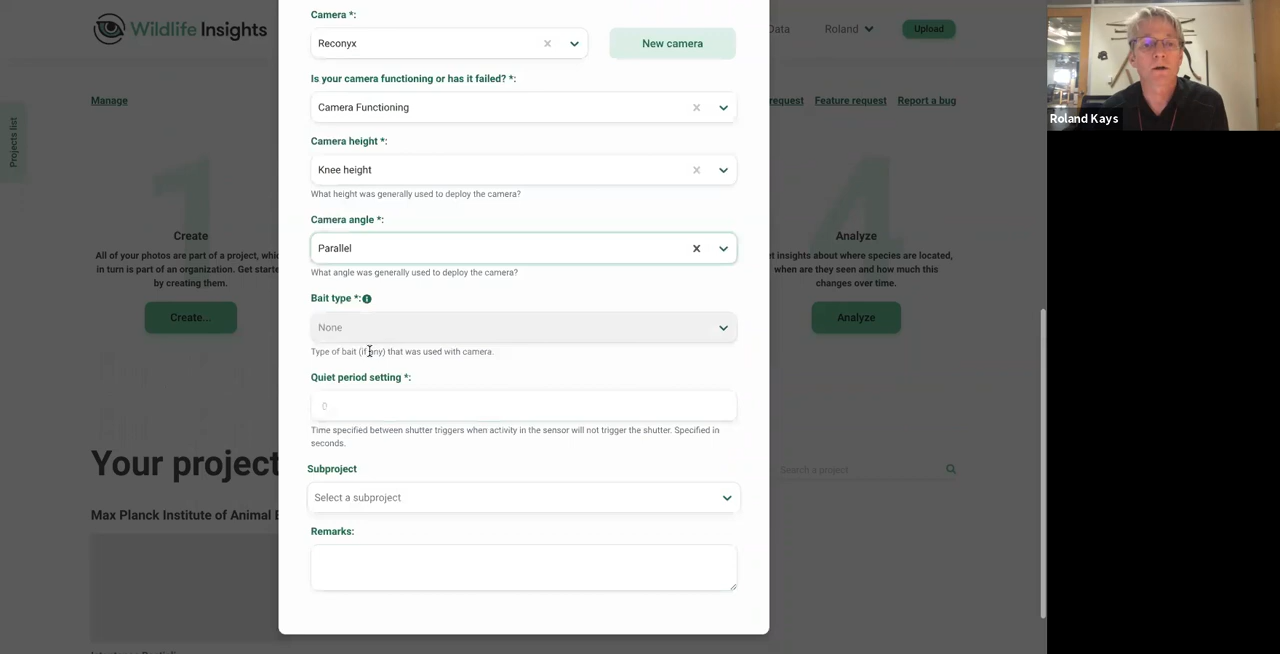 Camera *:
Reconyx
New camera
Is your camera functioning or has it failed? *:
Camera Functioning
Camera height *:
Knee height
What height was generally used to deploy the camera?
Camera angle *:
Parallel
What angle was generally used to deploy the camera?
Bait type *:
None
Type of bait (if any) that was used with camera.
Quiet period setting *:
0
Time specified between shutter triggers when activity in the sensor will not trigger the shutter. Specified in
seconds.
Subproject
Select a subproject
Remarks:
Wildlife Insights
Data
Roland
Upload
Manage
request
Feature request
Report a bug
Projects list
1
Create
All of your photos are part of a project, whic
in turn is part of an organization. Get starte
by creating them.
Create...
4
Analyze
et insights about where species are located,
when are they seen and how much this
changes over time.
Analyze
Your project
Search a project
Max Planck Institute of Animal
Roland Kays